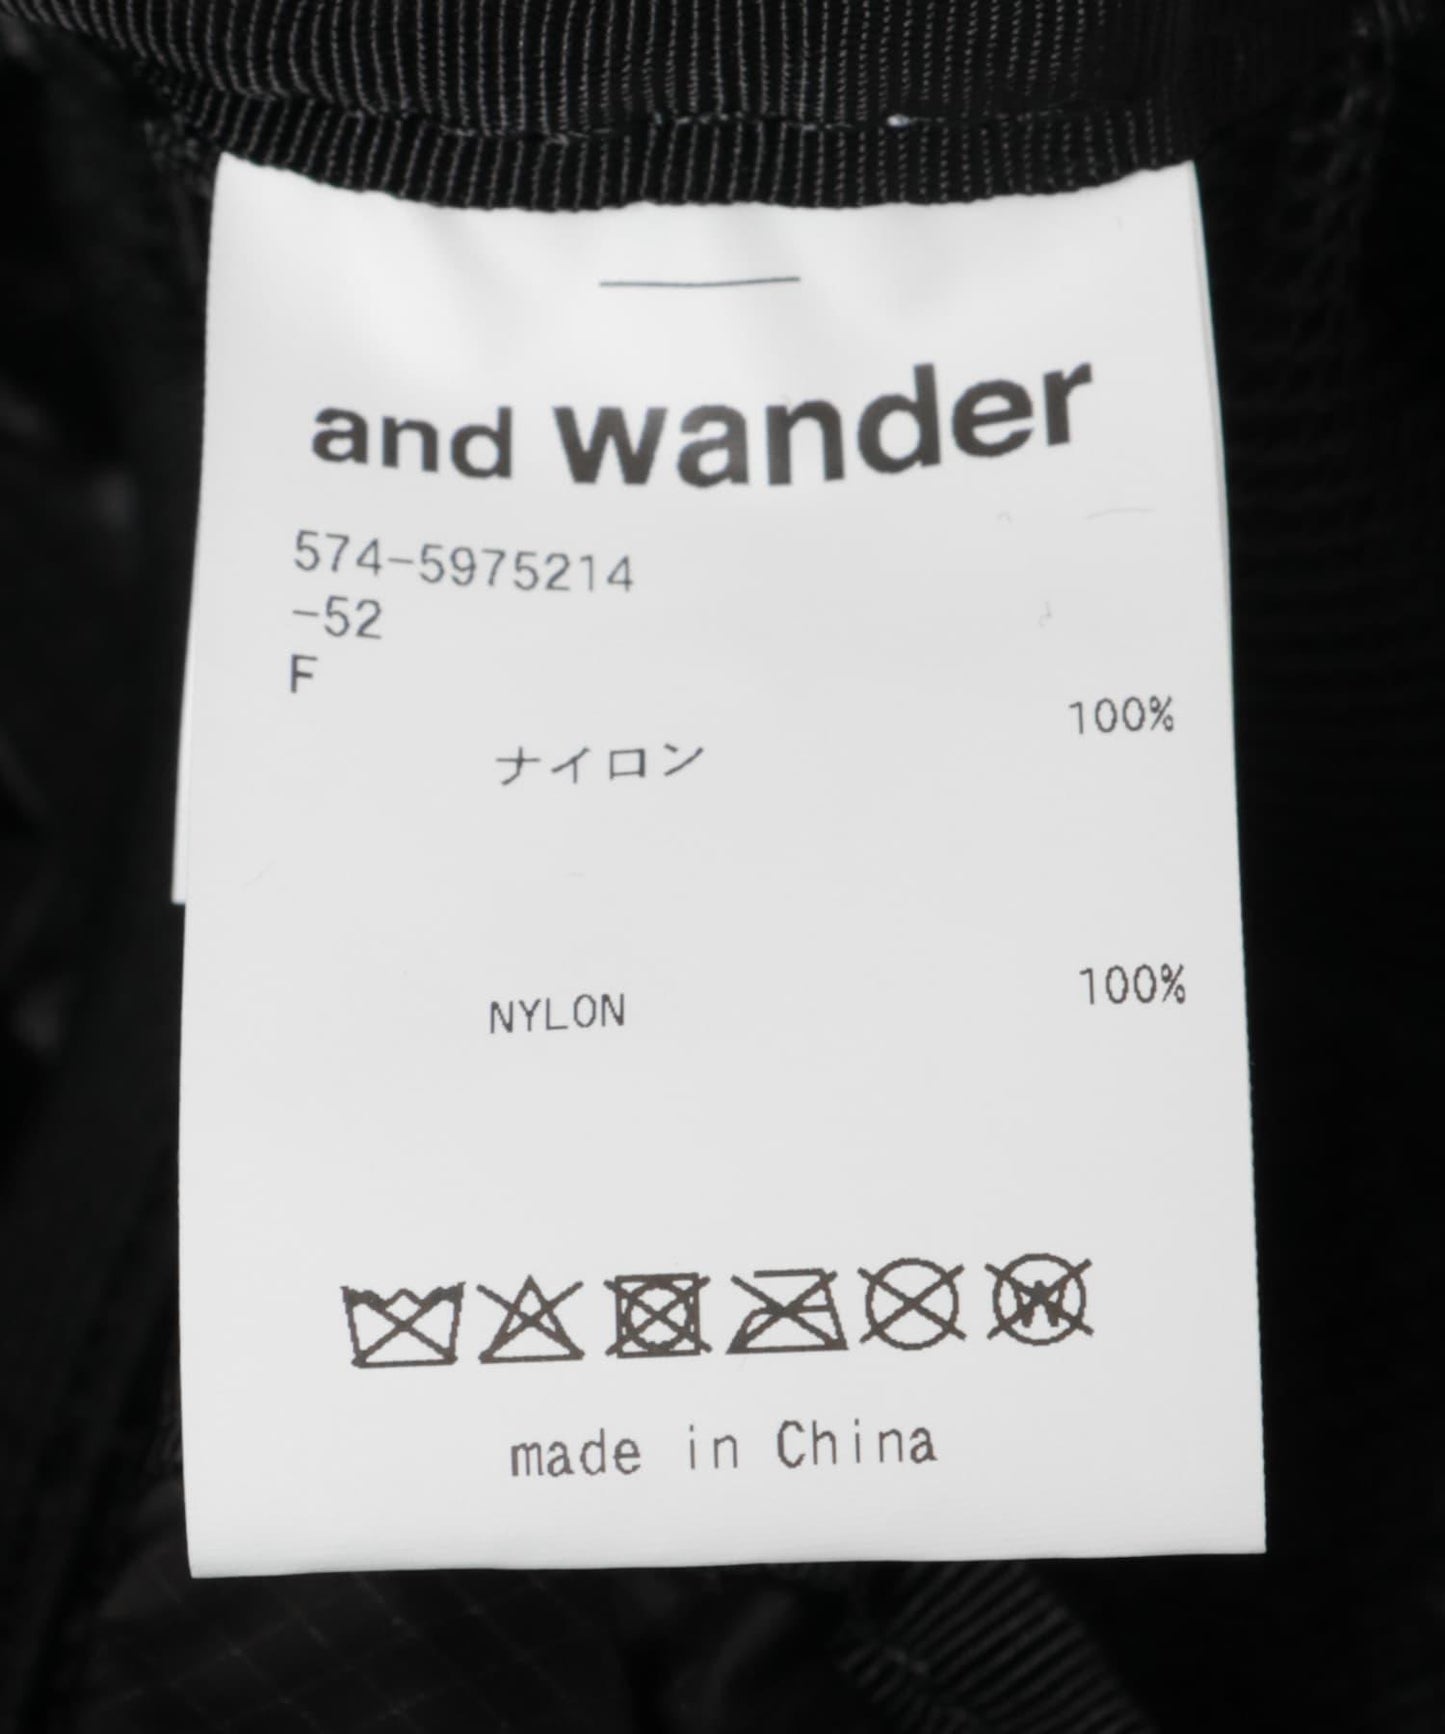 and wander
574-5975214
-52
F
ナイロン 100%
NYLON 100%
W
made in China